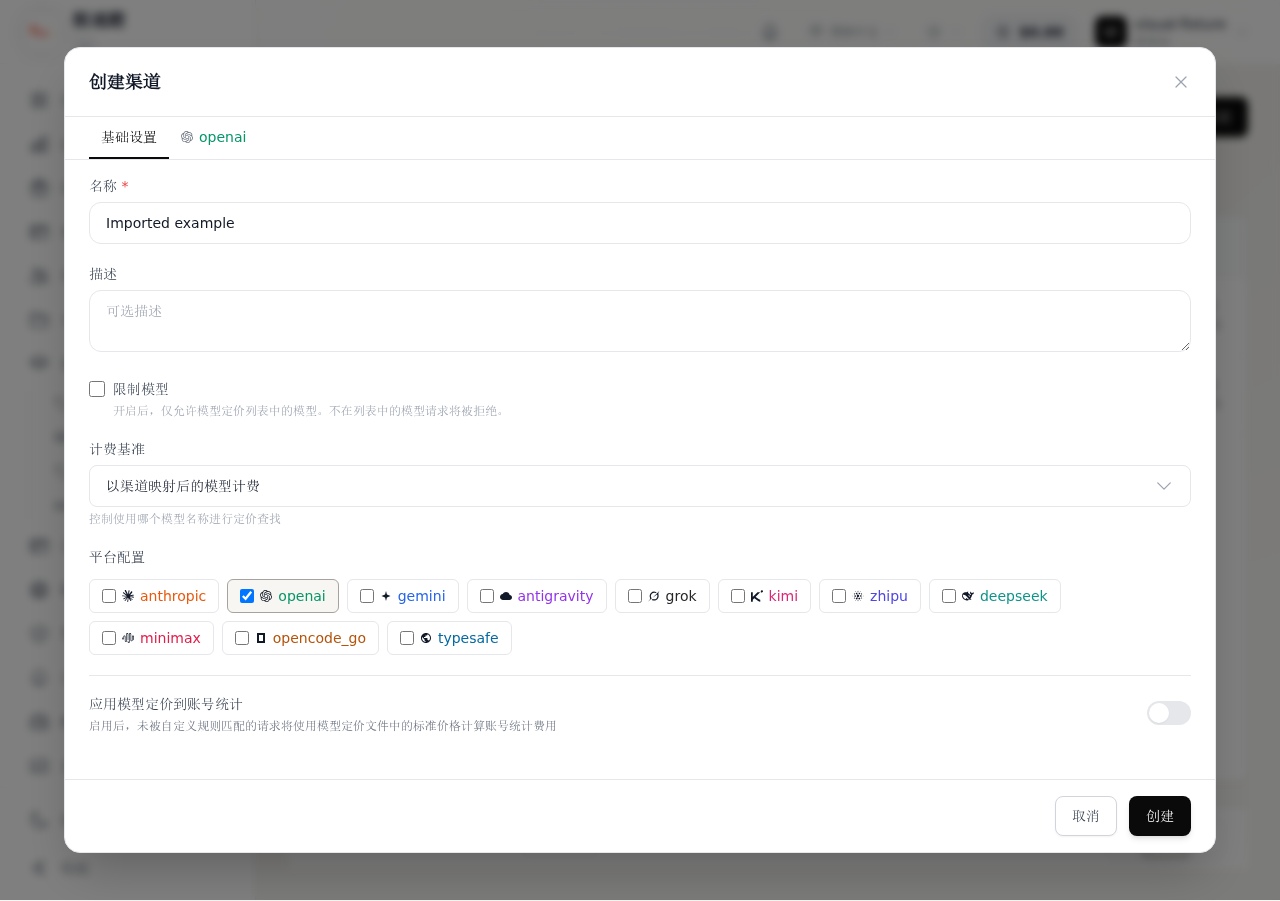 创建渠道
基础设置 openai
名称 *
Imported example
描述
可选描述
限制模型
开启后，仅允许模型定价列表中的模型。不在列表中的模型请求将被拒绝。
计费基准
以渠道映射后的模型计费
控制使用哪个模型名称进行定价查找
平台配置
anthropic openai gemini antigravity grok kimi zhipu deepseek
minimax opencode_go typesafe
应用模型定价到账号统计
启用后，未被自定义规则匹配的请求将使用模型定价文件中的标准价格计算账号统计费用
取消 创建